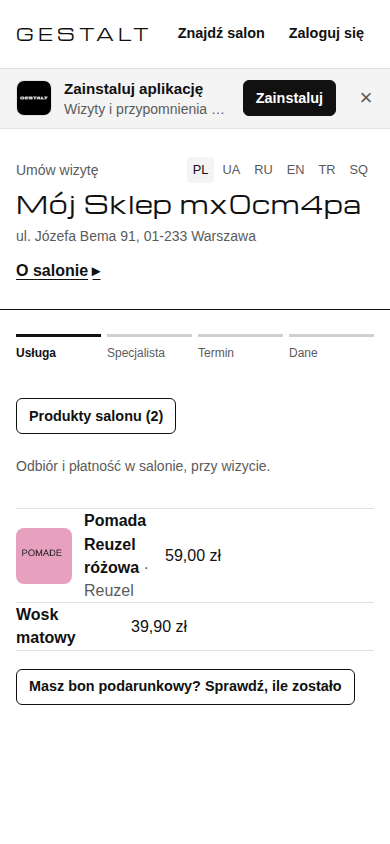 GESTALT Znajdź salon Zaloguj się
GESTALT
Zainstaluj aplikację
Wizyty i przypomnienia …
Zainstaluj ×
Umów wizytę
PL UA RU EN TR SQ
Mój Sklep mx0cm4pa
ul. Józefa Bema 91, 01-233 Warszawa
O salonie ▸
Usługa Specjalista Termin Dane
Produkty salonu (2)
Odbiór i płatność w salonie, przy wizycie.
POMADE
Pomada
Reuzel
różowa ·
Reuzel
59,00 zł
Wosk
matowy
39,90 zł
Masz bon podarunkowy? Sprawdź, ile zostało